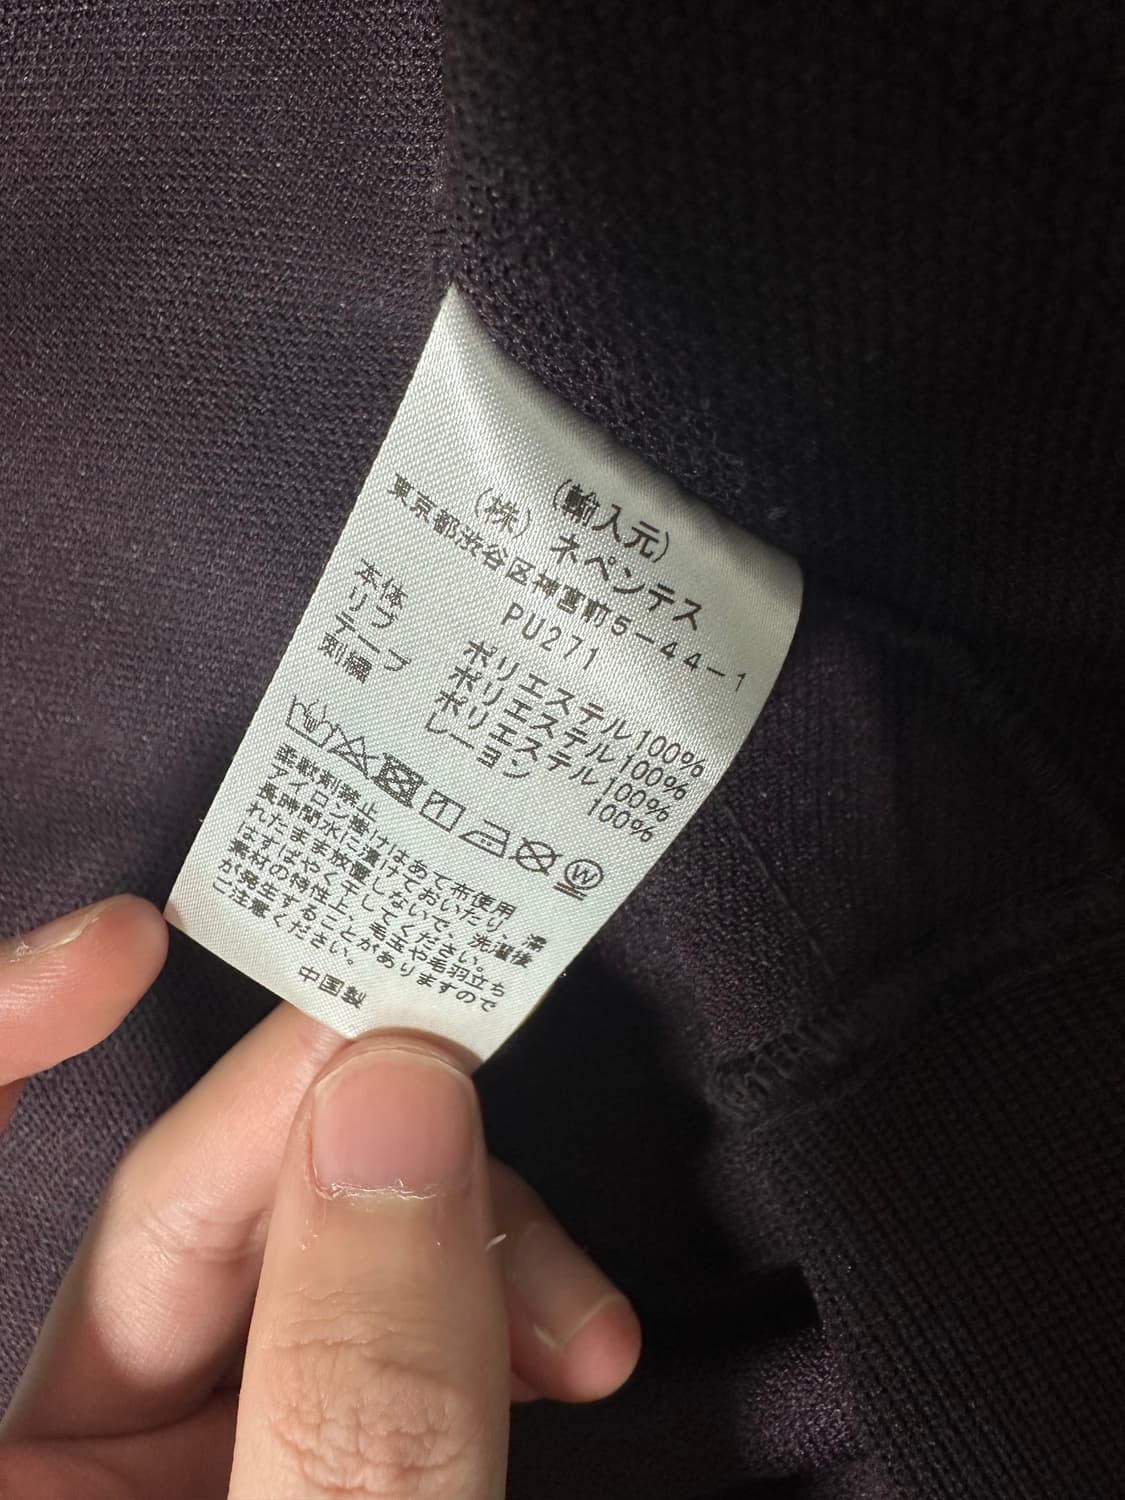 (輸入元)
(株) ネペンテス
東京都渋谷区神宮前5-44-1
PU271
本体 ポリエステル100%
リブ ポリエステル100%
テープ ポリエステル100%
刺繍 レーヨン 100%
柔軟剤禁止
アイロン掛けはあて布使用
長時間水に漬けておいたり、濡
れたまま放置しないで、洗濯後
はすばやく干してください。
素材の特性上、毛玉や毛羽立ち
が発生することがありますので
ご注意ください。
中国製